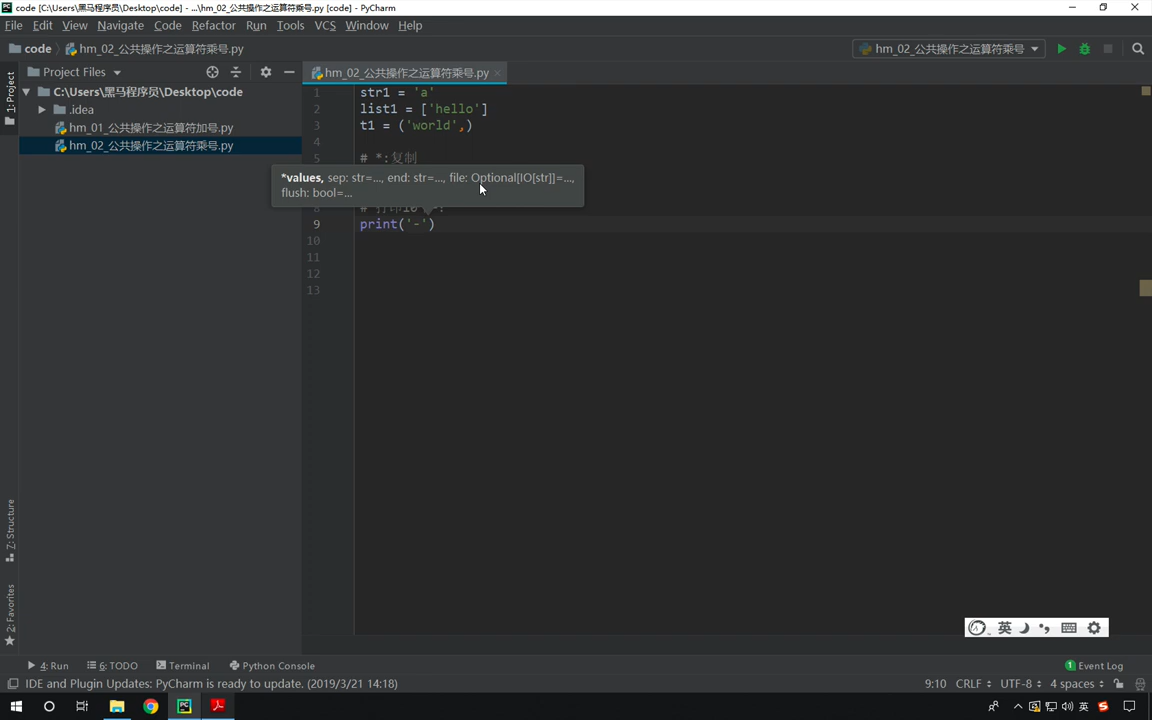 code [C:\Users\黑马程序员\Desktop\code] - ...\hm_02_公共操作之运算符乘号.py [code] - PyCharm
File Edit View Navigate Code Refactor Run Tools VCS Window Help
code hm_02_公共操作之运算符乘号.py hm_02_公共操作之运算符乘号
1: Project
Project Files
hm_02_公共操作之运算符乘号.py
C:\Users\黑马程序员\Desktop\code
.idea
hm_01_公共操作之运算符加号.py
hm_02_公共操作之运算符乘号.py
1 str1 = 'a'
2 list1 = ['hello']
3 t1 = ('world',)
4
5 # *:复制
*values, sep: str=..., end: str=..., file: Optional[IO[str]]=...,
flush: bool=...
9 print('-')
10
11
12
13
7: Structure
2: Favorites
英
4: Run 6: TODO Terminal Python Console 1 Event Log
IDE and Plugin Updates: PyCharm is ready to update. (2019/3/21 14:18) 9:10 CRLF UTF-8 4 spaces
英